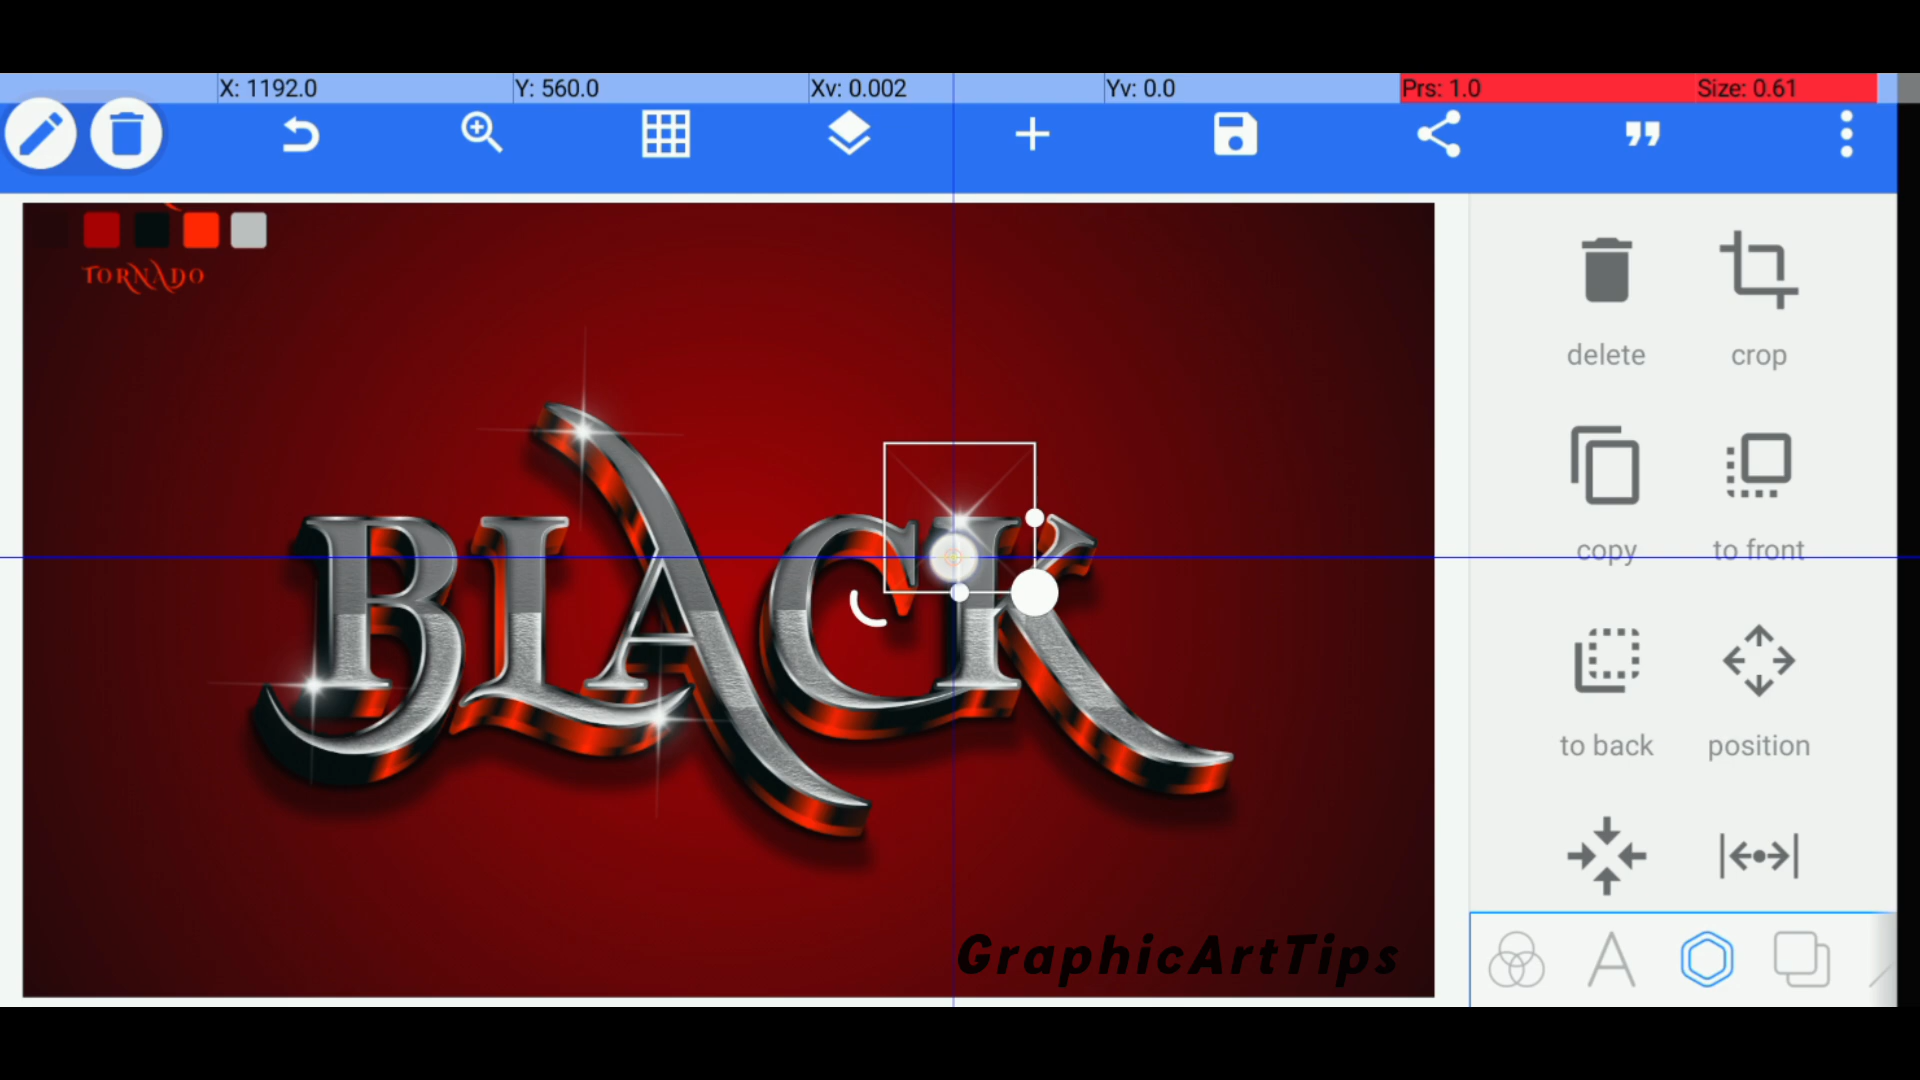 X: 1192.0 Y: 560.0 Xv: 0.002 Yv: 0.0 Prs: 1.0 Size: 0.61
TORNADO
BLACK
GraphicArtTips
delete crop
copy to front
to back position